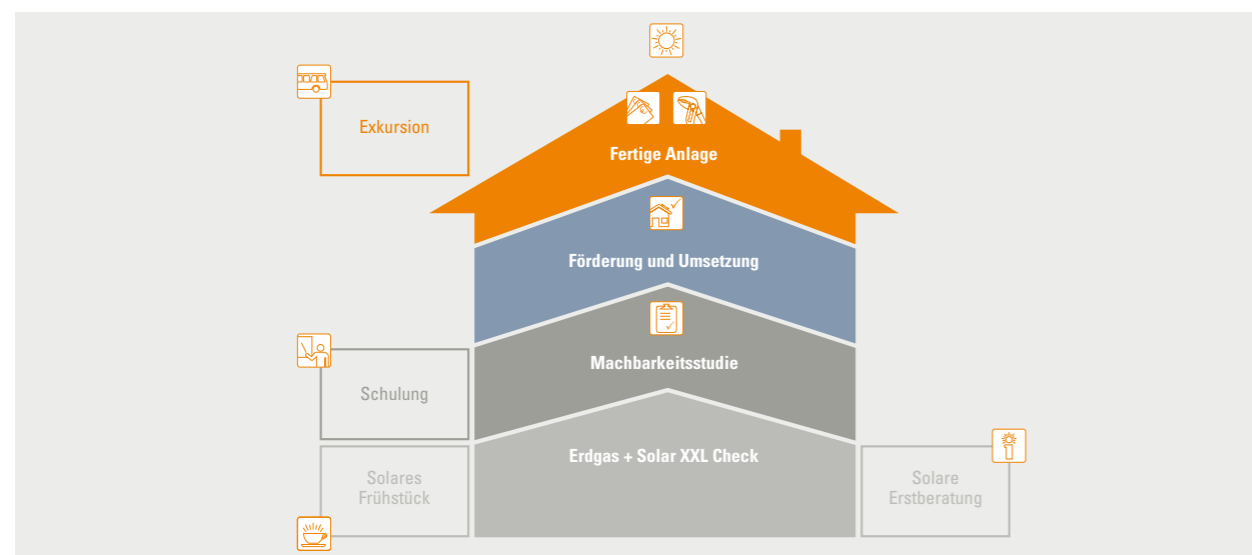 Exkursion
Fertige Anlage
Förderung und Umsetzung
Machbarkeitsstudie
Schulung
Erdgas + Solar XXL Check
Solares
Frühstück
Solare
Erstberatung